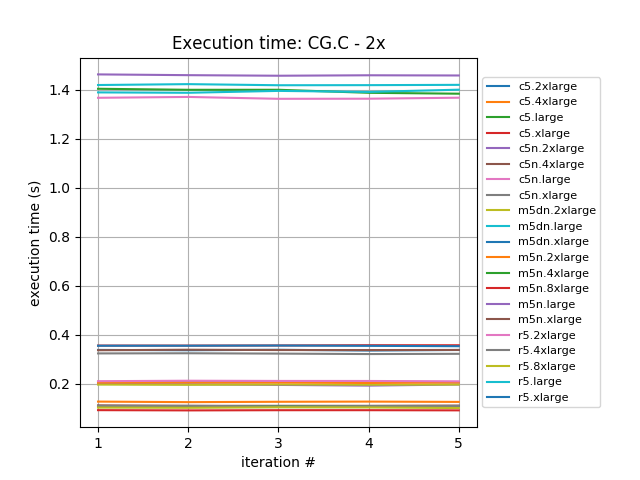 Execution time: CG.C - 2x
execution time (s)
1.4
1.2
1.0
0.8
0.6
0.4
0.2
1 2 3 4 5
iteration #
c5.2xlarge
c5.4xlarge
c5.large
c5.xlarge
c5n.2xlarge
c5n.4xlarge
c5n.large
c5n.xlarge
m5dn.2xlarge
m5dn.large
m5dn.xlarge
m5n.2xlarge
m5n.4xlarge
m5n.8xlarge
m5n.large
m5n.xlarge
r5.2xlarge
r5.4xlarge
r5.8xlarge
r5.large
r5.xlarge